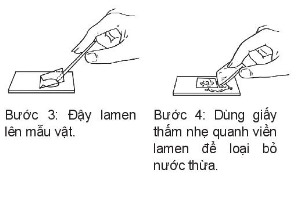 Bước 3: Đậy lamen
lên mẫu vật.
Bước 4: Dùng giấy
thấm nhẹ quanh viền
lamen để loại bỏ
nước thừa.